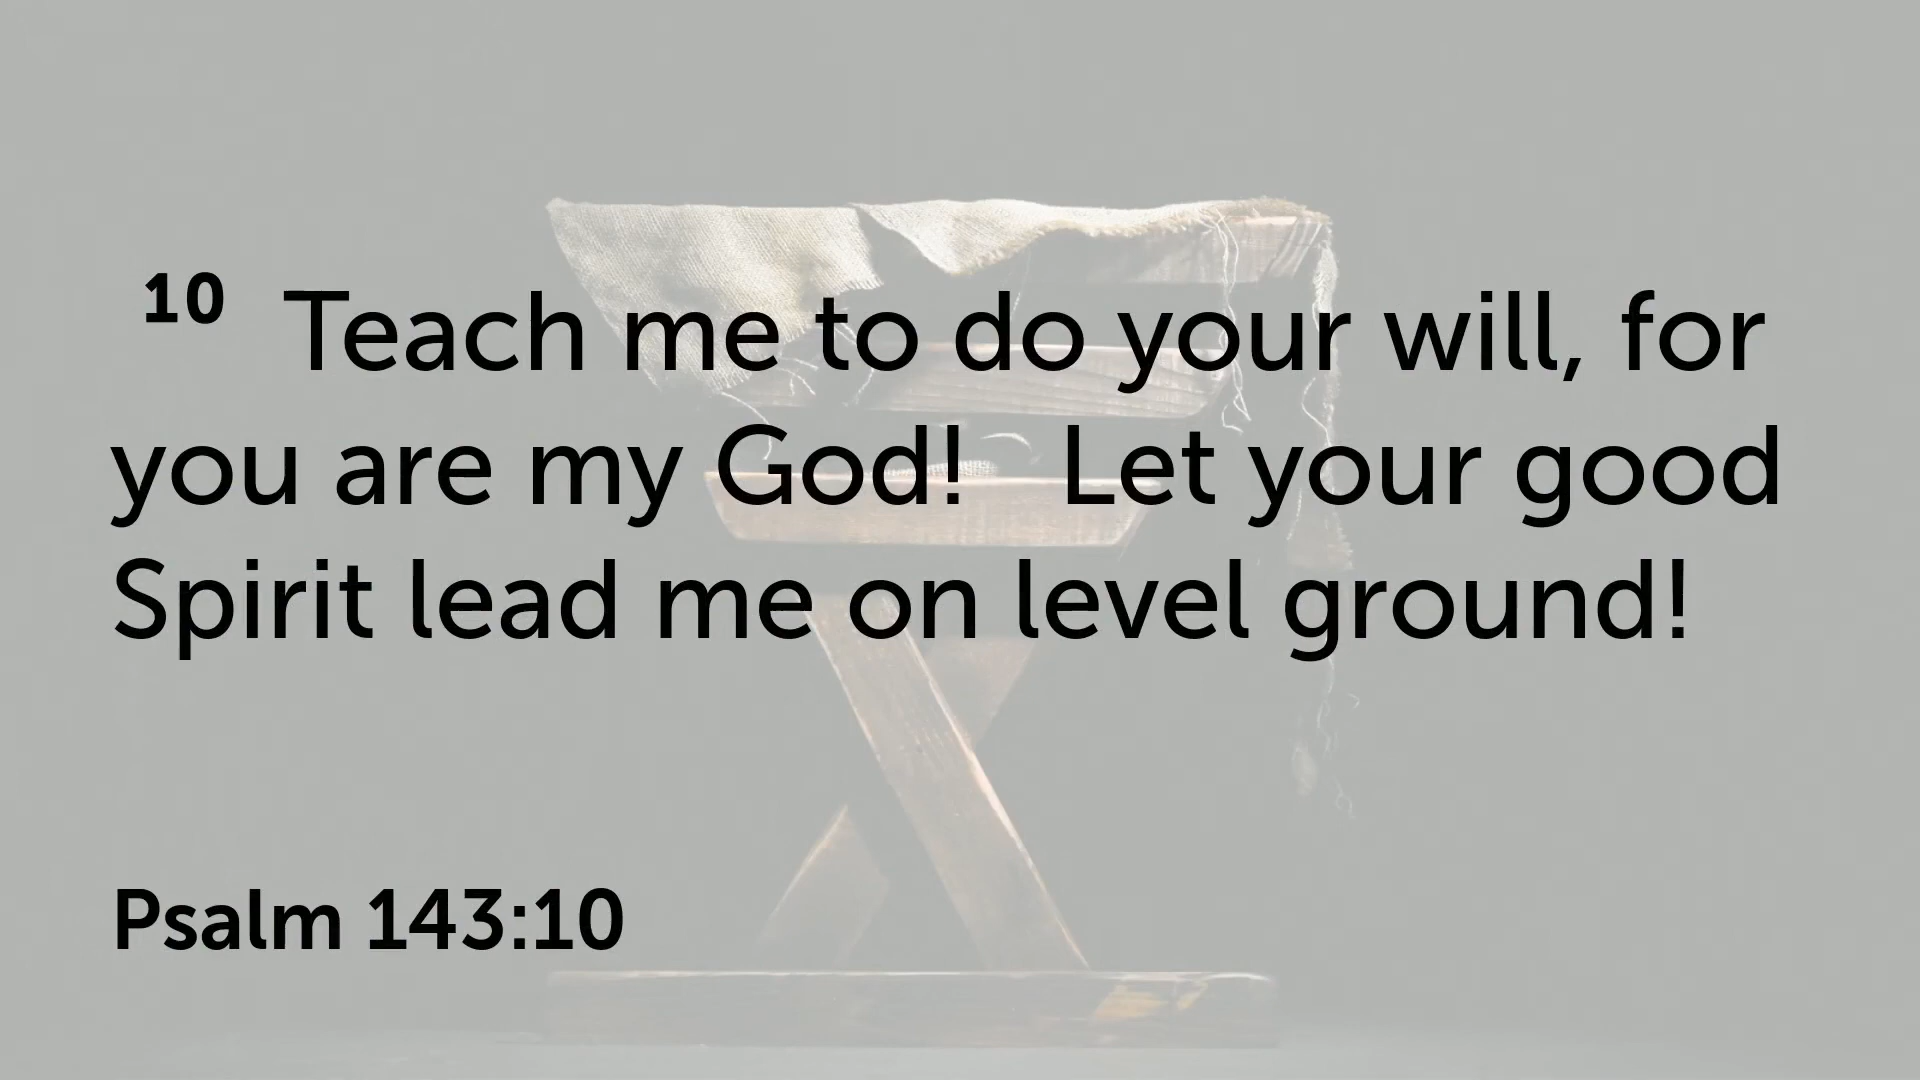 10 Teach me to do your will, for
you are my God! Let your good
Spirit lead me on level ground!
Psalm 143:10